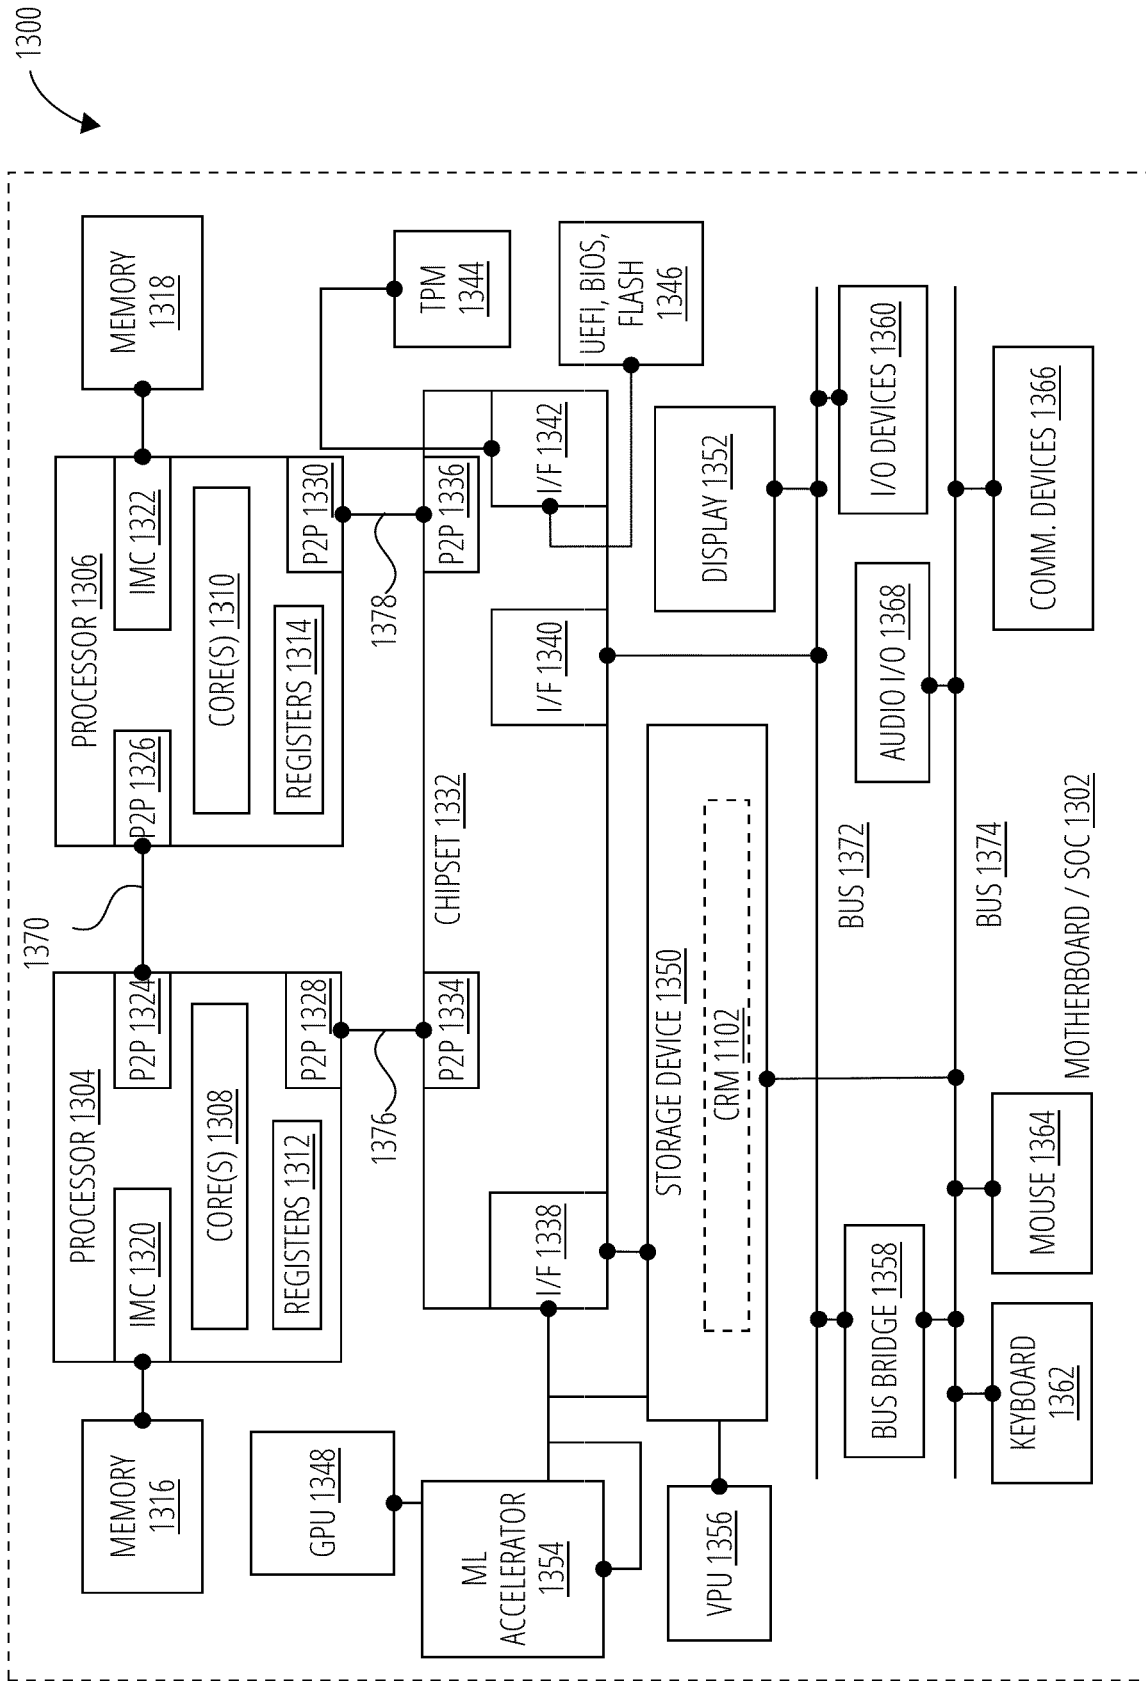 1300
MEMORY
1316
PROCESSOR 1304
IMC 1320
P2P 1324
CORE(S) 1308
REGISTERS 1312
P2P 1328
1370
PROCESSOR 1306
P2P 1326
IMC 1322
CORE(S) 1310
REGISTERS 1314
P2P 1330
MEMORY
1318
GPU 1348
1376
1378
TPM
1344
ML
ACCELERATOR
1354
CHIPSET 1332
P2P 1334
P2P 1336
I/F 1338
I/F 1340
I/F 1342
UEFI, BIOS,
FLASH
1346
VPU 1356
STORAGE DEVICE 1350
CRM 1102
DISPLAY 1352
BUS 1372
BUS BRIDGE 1358
AUDIO I/O 1368
I/O DEVICES 1360
BUS 1374
KEYBOARD
1362
MOUSE 1364
COMM. DEVICES 1366
MOTHERBOARD / SOC 1302